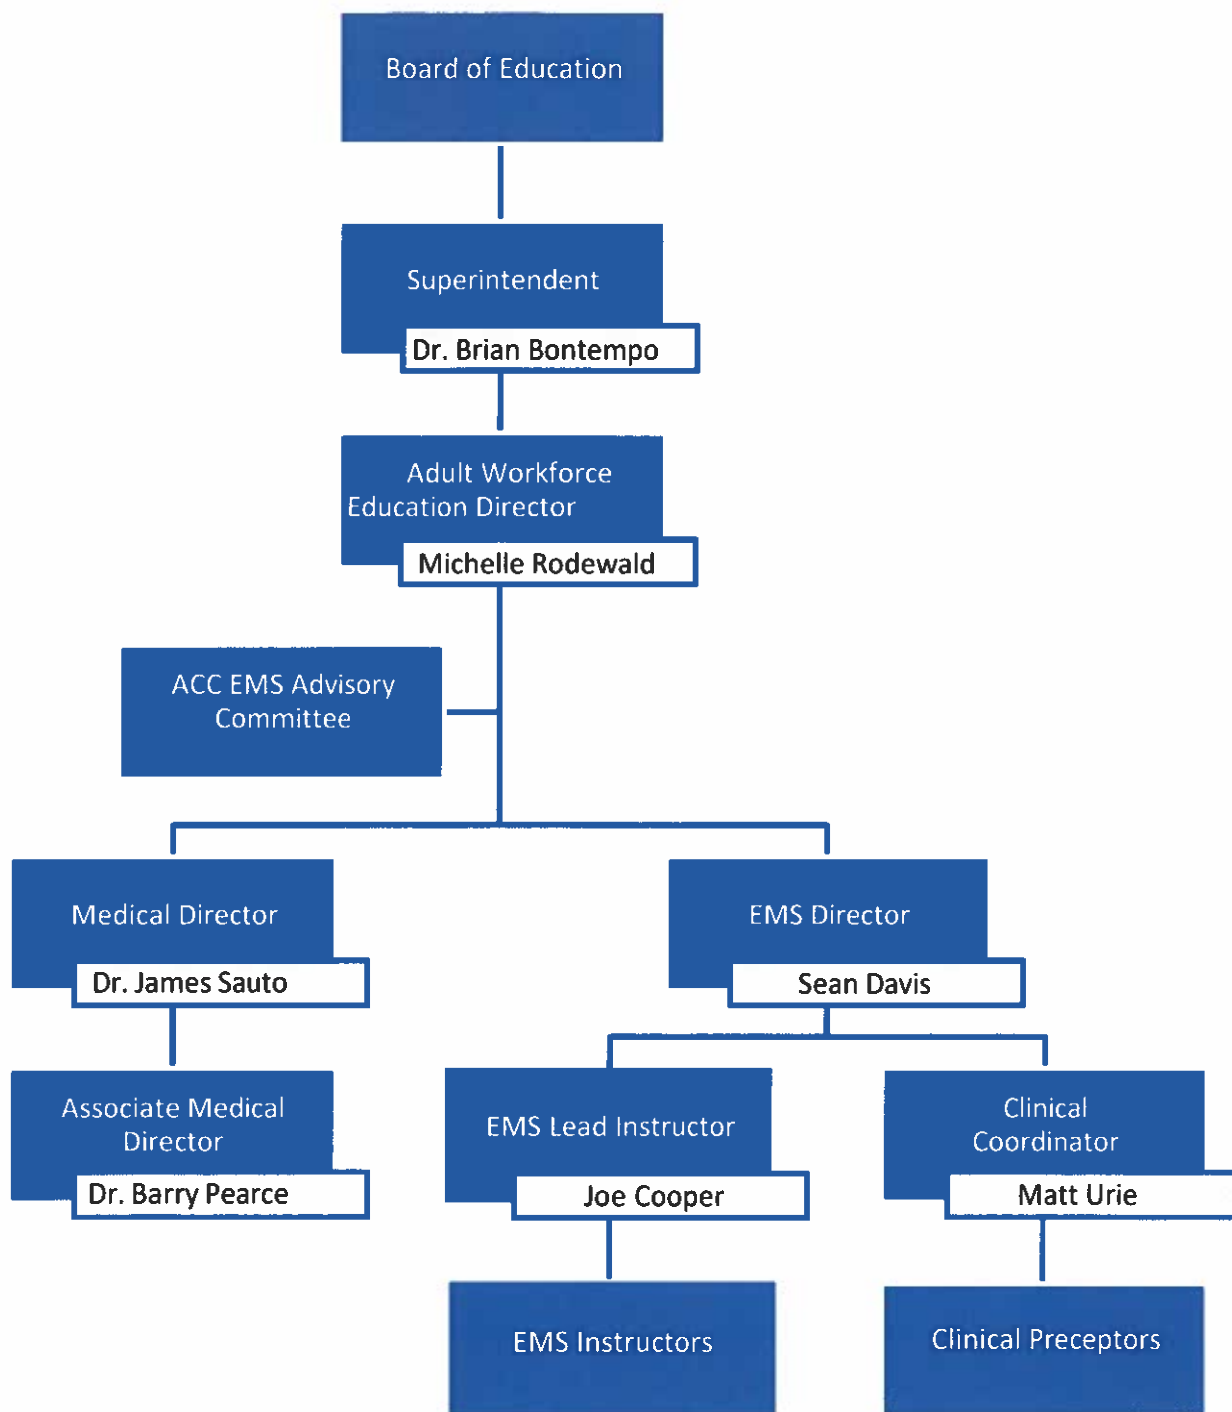 Board of Education
Superintendent
Dr. Brian Bontempo
Adult Workforce
Education Director
Michelle Rodewald
ACC EMS Advisory
Committee
Medical Director
Dr. James Sauto
EMS Director
Sean Davis
Associate Medical
Director
Dr. Barry Pearce
EMS Lead Instructor
Joe Cooper
Clinical
Coordinator
Matt Urie
EMS Instructors
Clinical Preceptors